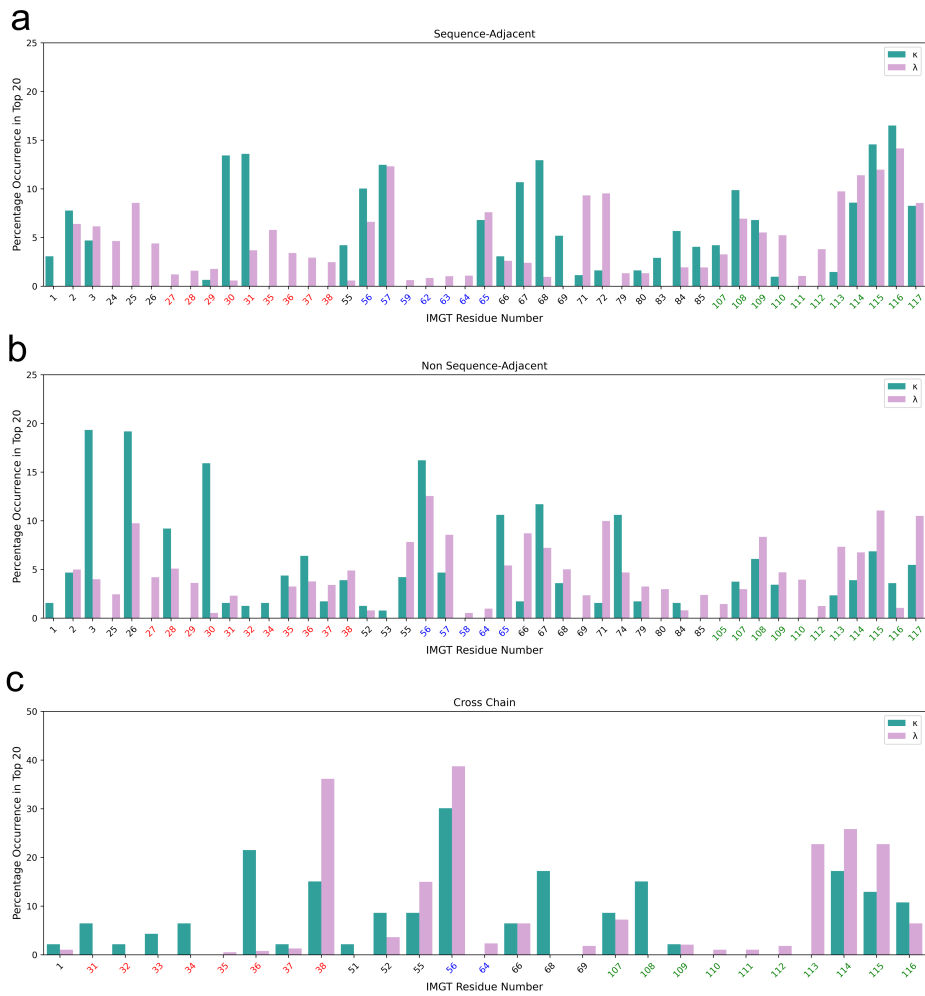 a
Sequence-Adjacent
Percentage Occurrence in Top 20
25
20
15
10
5
0
κ
λ
1 2 3 24 25 26 27 28 29 30 31 35 36 37 38 55 56 57 59 62 63 64 65 66 67 68 69 71 72 79 80 83 84 85 107 108 109 110 111 112 113 114 115 116 117
IMGT Residue Number
b
Non Sequence-Adjacent
Percentage Occurrence in Top 20
25
20
15
10
5
0
κ
λ
1 2 3 25 26 27 28 29 30 31 32 34 35 36 37 38 52 53 55 56 57 58 64 65 66 67 68 69 71 74 79 80 84 85 105 107 108 109 110 112 113 114 115 116 117
IMGT Residue Number
c
Cross Chain
Percentage Occurrence in Top 20
50
40
30
20
10
0
κ
λ
1 31 32 33 34 35 36 37 38 51 52 55 56 64 66 68 69 107 108 109 110 111 112 113 114 115 116
IMGT Residue Number